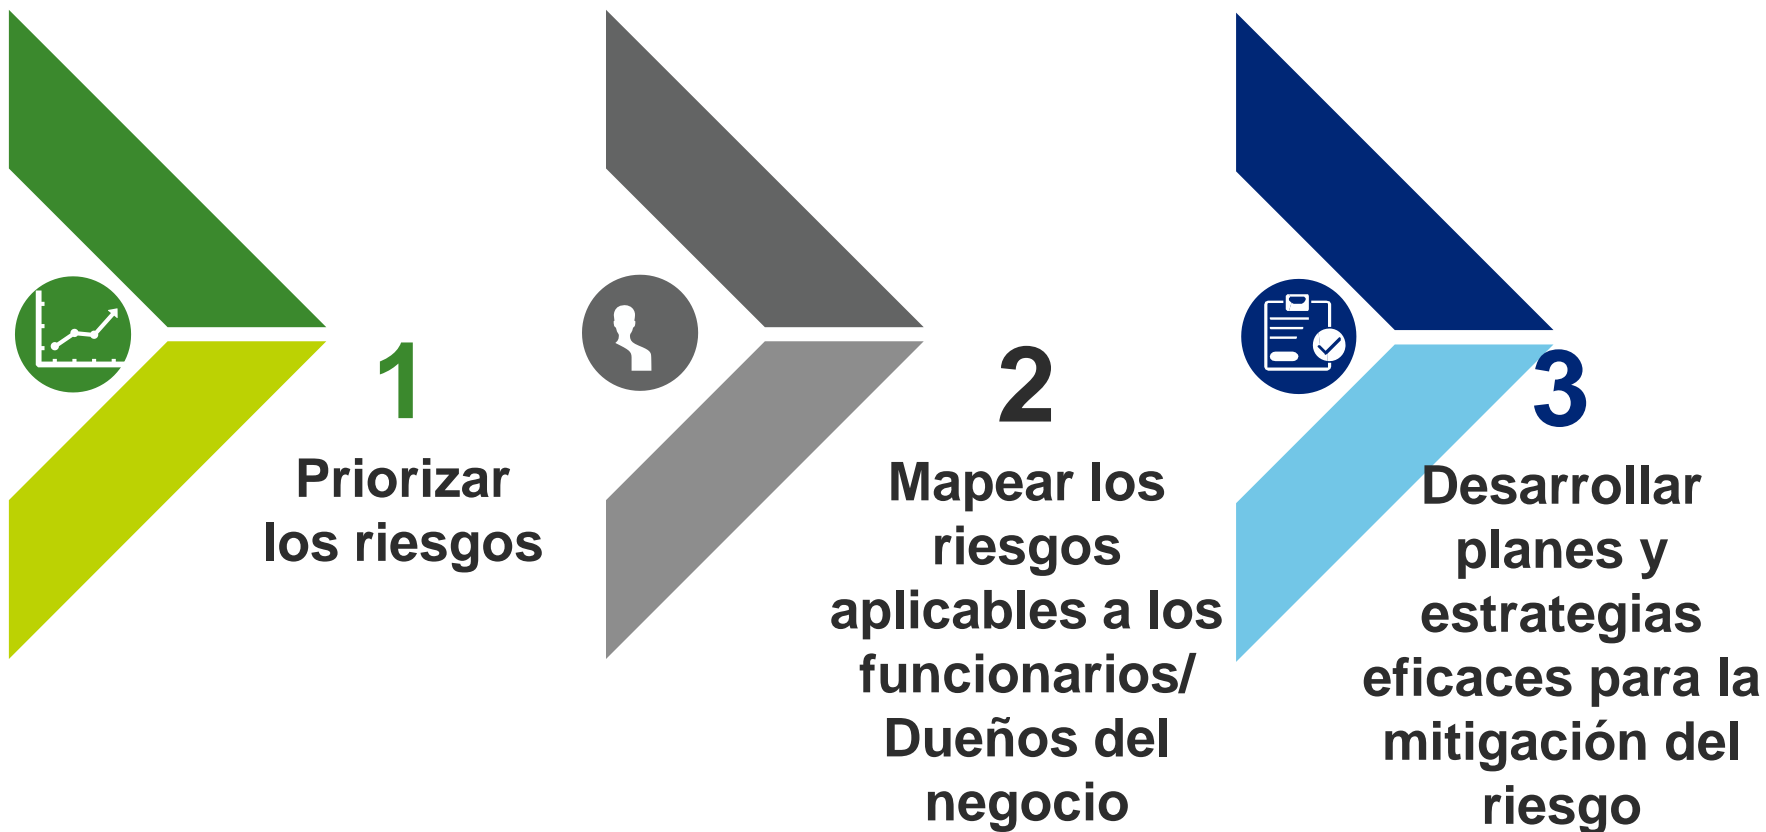 1
Priorizar
los riesgos
2
Mapear los
riesgos
aplicables a los
funcionarios/
Dueños del
negocio
3
Desarrollar
planes y
estrategias
eficaces para la
mitigación del
riesgo